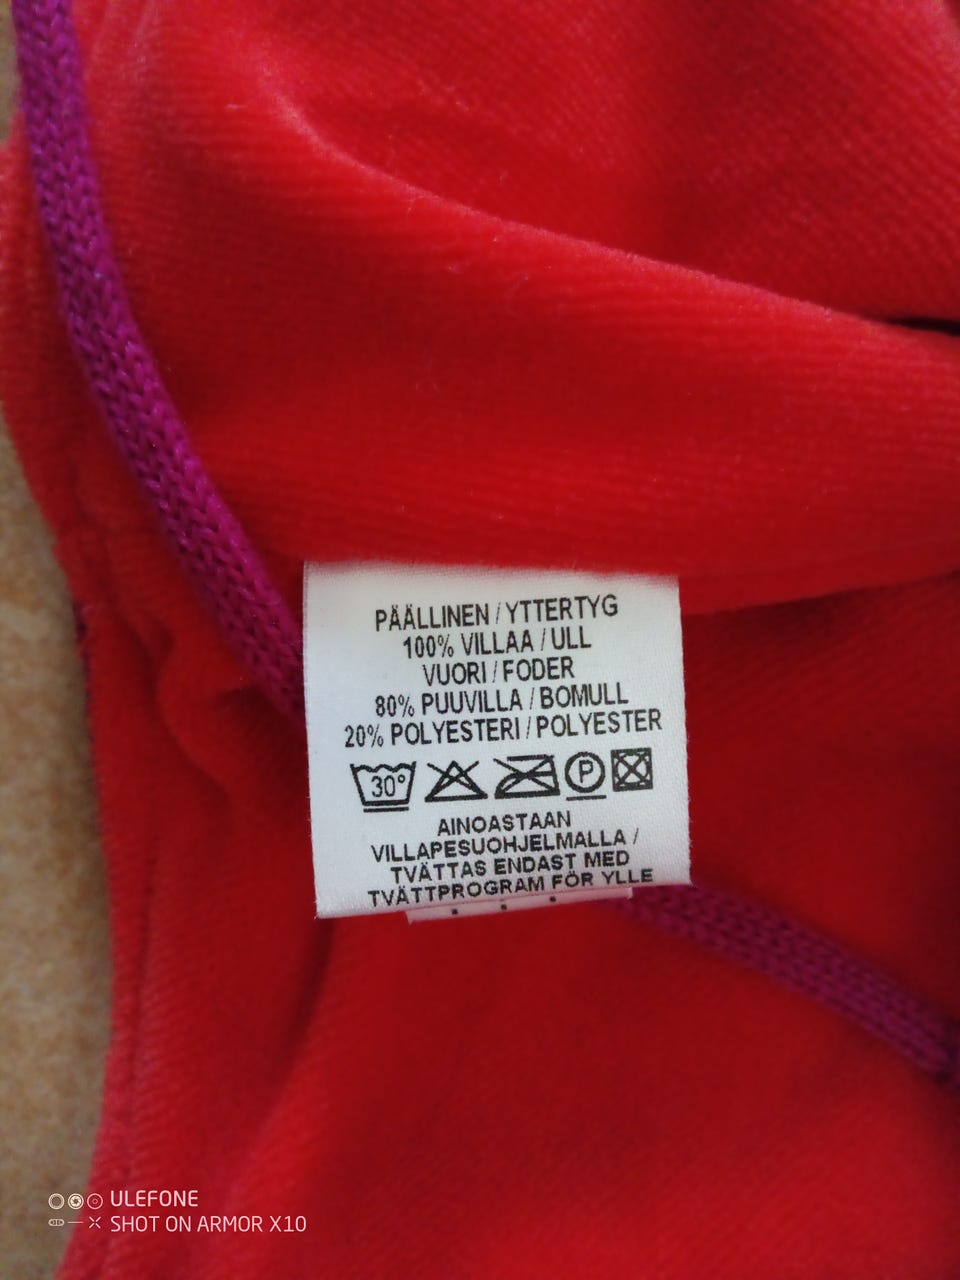 PÄÄLLINEN / YTTERTYG
100% VILLAA / ULL
VUORI / FODER
80% PUUVILLA / BOMULL
20% POLYESTERI / POLYESTER
30° P
AINOASTAAN
VILLAPESUOHJELMALLA /
TVÄTTAS ENDAST MED
TVÄTTPROGRAM FÖR YLLE
ULEFONE
SHOT ON ARMOR X10